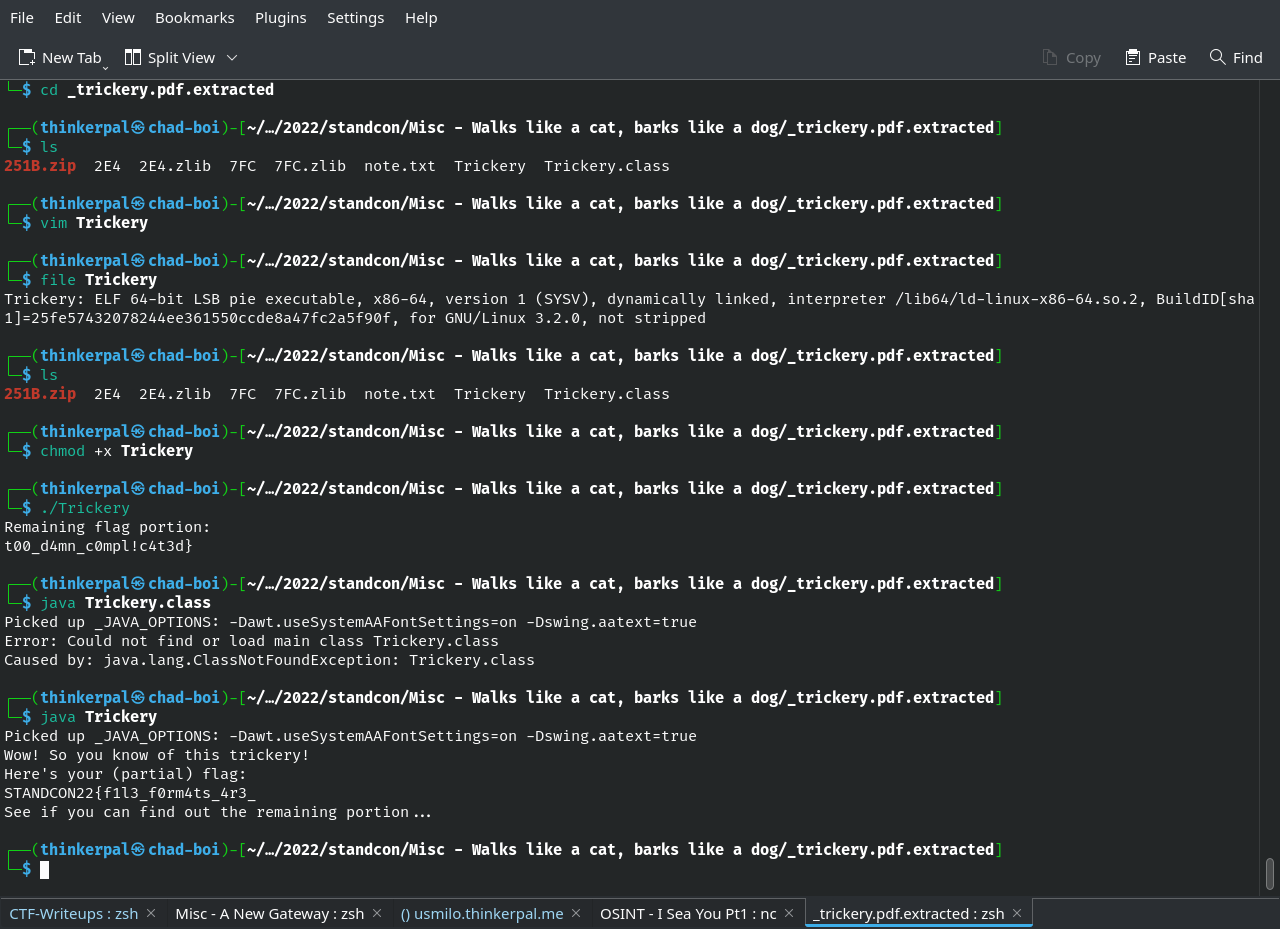 File Edit View Bookmarks Plugins Settings Help
New Tab Split View Copy Paste Find
└─$ cd _trickery.pdf.extracted
┌──(thinkerpal㉿chad-boi)-[~/…/2022/standcon/Misc - Walks like a cat, barks like a dog/_trickery.pdf.extracted]
└─$ ls
251B.zip 2E4 2E4.zlib 7FC 7FC.zlib note.txt Trickery Trickery.class
┌──(thinkerpal㉿chad-boi)-[~/…/2022/standcon/Misc - Walks like a cat, barks like a dog/_trickery.pdf.extracted]
└─$ vim Trickery
┌──(thinkerpal㉿chad-boi)-[~/…/2022/standcon/Misc - Walks like a cat, barks like a dog/_trickery.pdf.extracted]
└─$ file Trickery
Trickery: ELF 64-bit LSB pie executable, x86-64, version 1 (SYSV), dynamically linked, interpreter /lib64/ld-linux-x86-64.so.2, BuildID[sha
1]=25fe57432078244ee361550ccde8a47fc2a5f90f, for GNU/Linux 3.2.0, not stripped
┌──(thinkerpal㉿chad-boi)-[~/…/2022/standcon/Misc - Walks like a cat, barks like a dog/_trickery.pdf.extracted]
└─$ ls
251B.zip 2E4 2E4.zlib 7FC 7FC.zlib note.txt Trickery Trickery.class
┌──(thinkerpal㉿chad-boi)-[~/…/2022/standcon/Misc - Walks like a cat, barks like a dog/_trickery.pdf.extracted]
└─$ chmod +x Trickery
┌──(thinkerpal㉿chad-boi)-[~/…/2022/standcon/Misc - Walks like a cat, barks like a dog/_trickery.pdf.extracted]
└─$ ./Trickery
Remaining flag portion:
t00_d4mn_c0mpl!c4t3d}
┌──(thinkerpal㉿chad-boi)-[~/…/2022/standcon/Misc - Walks like a cat, barks like a dog/_trickery.pdf.extracted]
└─$ java Trickery.class
Picked up _JAVA_OPTIONS: -Dawt.useSystemAAFontSettings=on -Dswing.aatext=true
Error: Could not find or load main class Trickery.class
Caused by: java.lang.ClassNotFoundException: Trickery.class
┌──(thinkerpal㉿chad-boi)-[~/…/2022/standcon/Misc - Walks like a cat, barks like a dog/_trickery.pdf.extracted]
└─$ java Trickery
Picked up _JAVA_OPTIONS: -Dawt.useSystemAAFontSettings=on -Dswing.aatext=true
Wow! So you know of this trickery!
Here's your (partial) flag:
STANDCON22{f1l3_f0rm4ts_4r3_
See if you can find out the remaining portion...
┌──(thinkerpal㉿chad-boi)-[~/…/2022/standcon/Misc - Walks like a cat, barks like a dog/_trickery.pdf.extracted]
└─$
CTF-Writeups : zsh × Misc - A New Gateway : zsh × () usmilo.thinkerpal.me × OSINT - I Sea You Pt1 : nc × _trickery.pdf.extracted : zsh ×